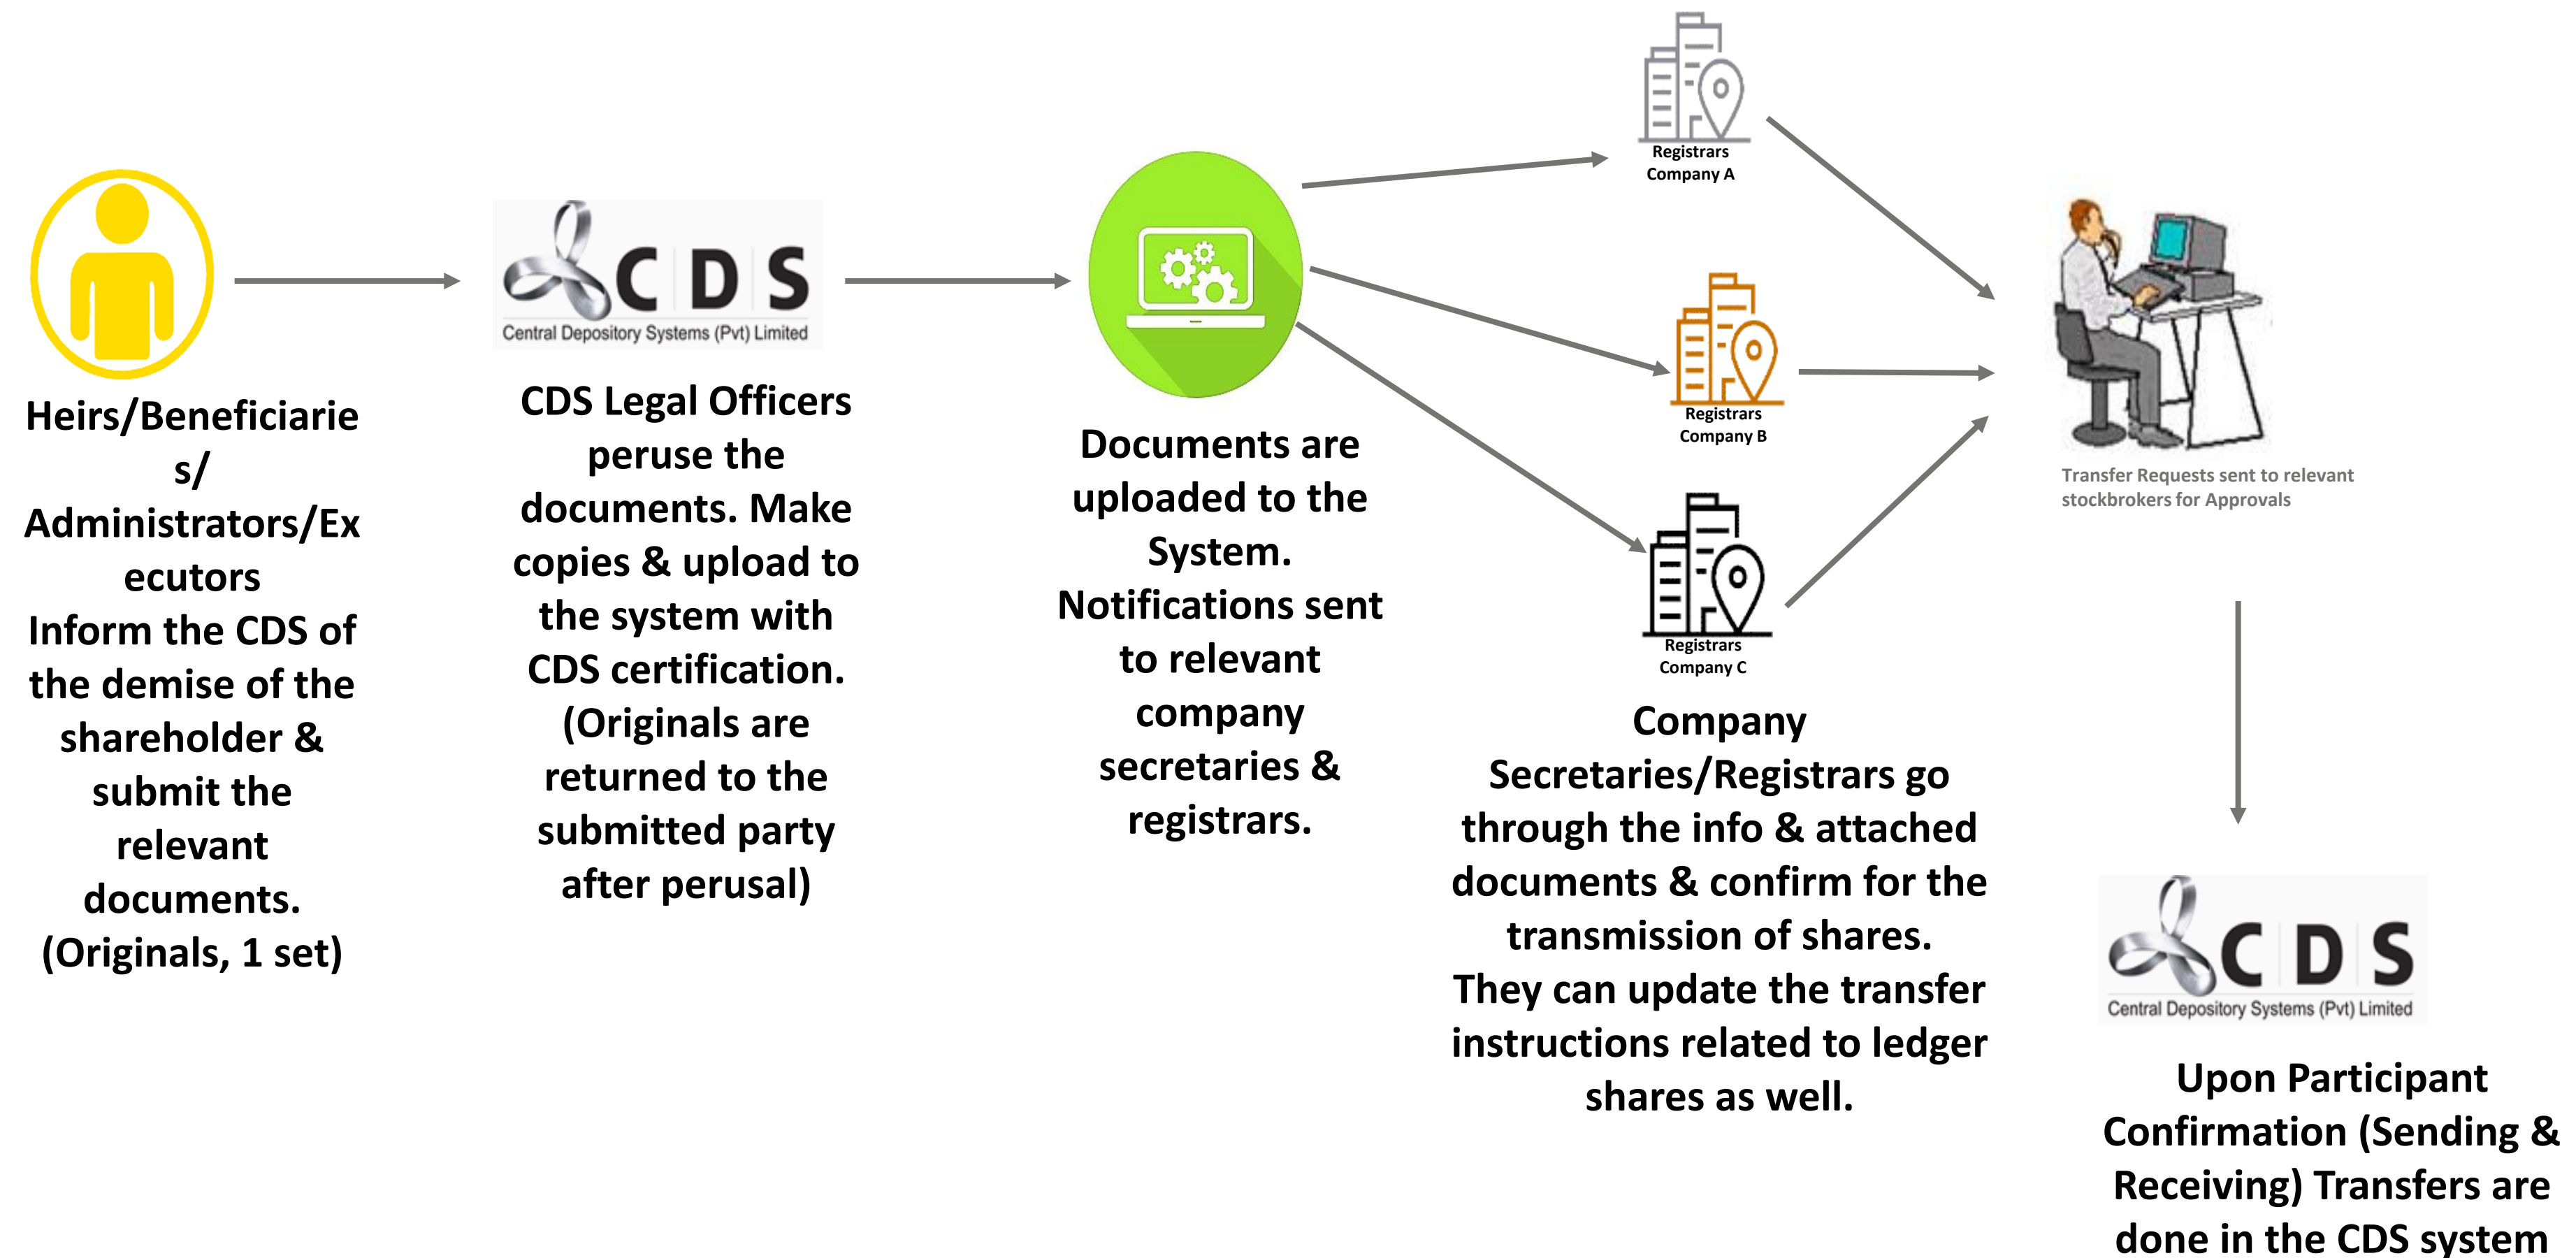 Heirs/Beneficiarie
s/
Administrators/Ex
ecutors
Inform the CDS of
the demise of the
shareholder &
submit the
relevant
documents.
(Originals, 1 set)
CDS
Central Depository Systems (Pvt) Limited
CDS Legal Officers
peruse the
documents. Make
copies & upload to
the system with
CDS certification.
(Originals are
returned to the
submitted party
after perusal)
Documents are
uploaded to the
System.
Notifications sent
to relevant
company
secretaries &
registrars.
Registrars
Company A
Registrars
Company B
Registrars
Company C
Company
Secretaries/Registrars go
through the info & attached
documents & confirm for the
transmission of shares.
They can update the transfer
instructions related to ledger
shares as well.
Transfer Requests sent to relevant
stockbrokers for Approvals
CDS
Central Depository Systems (Pvt) Limited
Upon Participant
Confirmation (Sending &
Receiving) Transfers are
done in the CDS system